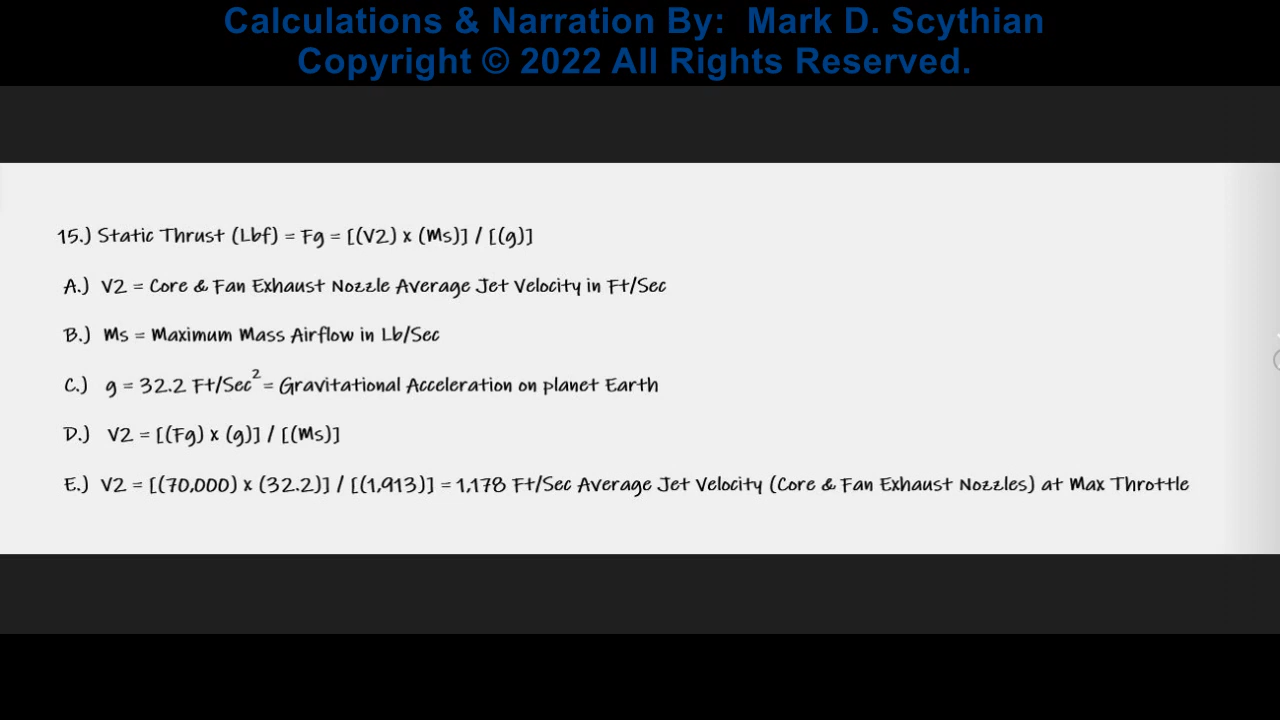 Calculations & Narration By: Mark D. Scythian
Copyright © 2022 All Rights Reserved.
15.) Static Thrust (Lbf) = Fg = [(V2) x (Ms)] / [(g)]
A.) V2 = Core & Fan Exhaust Nozzle Average Jet Velocity in Ft/Sec
B.) Ms = Maximum Mass Airflow in Lb/Sec
C.) g = 32.2 Ft/Sec² = Gravitational Acceleration on planet Earth
D.) V2 = [(Fg) x (g)] / [(Ms)]
E.) V2 = [(70,000) x (32.2)] / [(1,913)] = 1,178 Ft/Sec Average Jet Velocity (Core & Fan Exhaust Nozzles) at Max Throttle